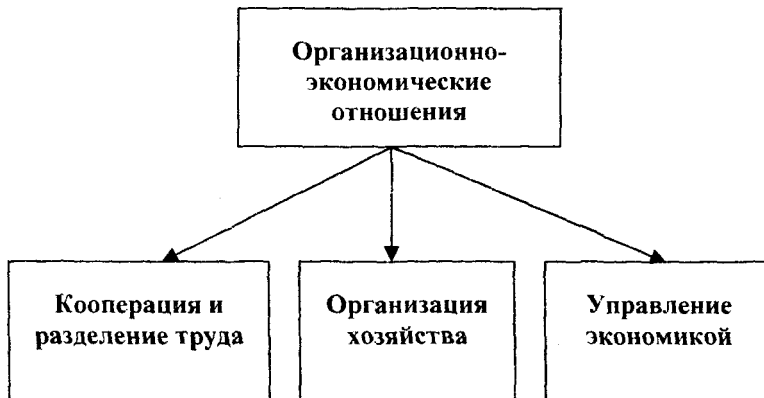 Организационно-
экономические
отношения
Кооперация и
разделение труда
Организация
хозяйства
Управление
экономикой